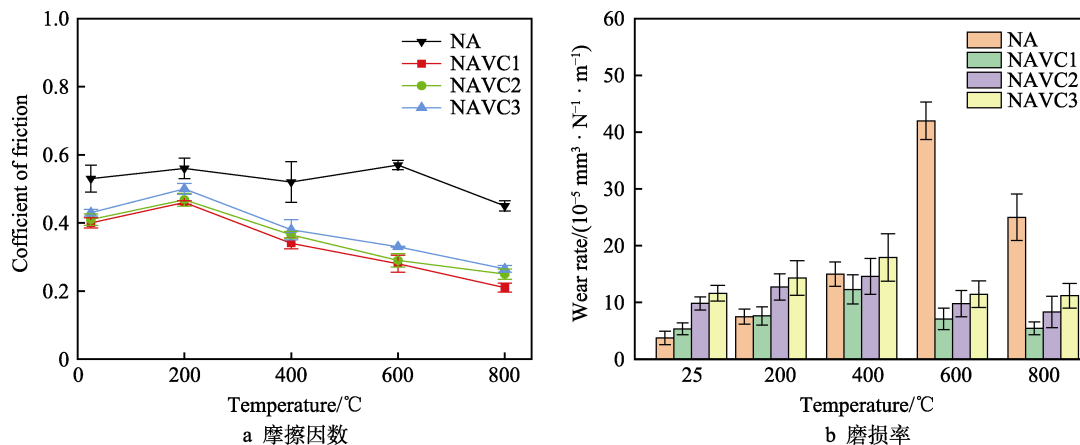 1.0
0.8
0.6
0.4
0.2
0
Cofficient of friction
NA
NAVC1
NAVC2
NAVC3
0 200 400 600 800
Temperature/℃
a 摩擦因数
60
50
40
30
20
10
0
Wear rate/(10⁻⁵ mm³ · N⁻¹ · m⁻¹)
NA
NAVC1
NAVC2
NAVC3
25 200 400 600 800
Temperature/℃
b 磨损率